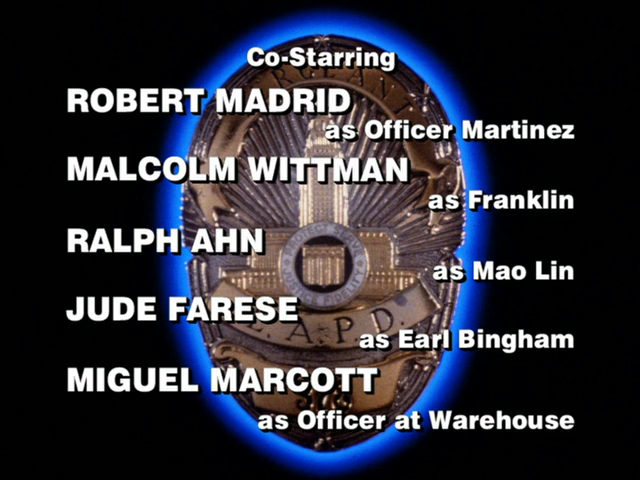 Co-Starring
ROBERT MADRID
as Officer Martinez
MALCOLM WITTMAN
as Franklin
RALPH AHN
as Mao Lin
JUDE FARESE
as Earl Bingham
MIGUEL MARCOTT
as Officer at Warehouse
L.A.P.D.